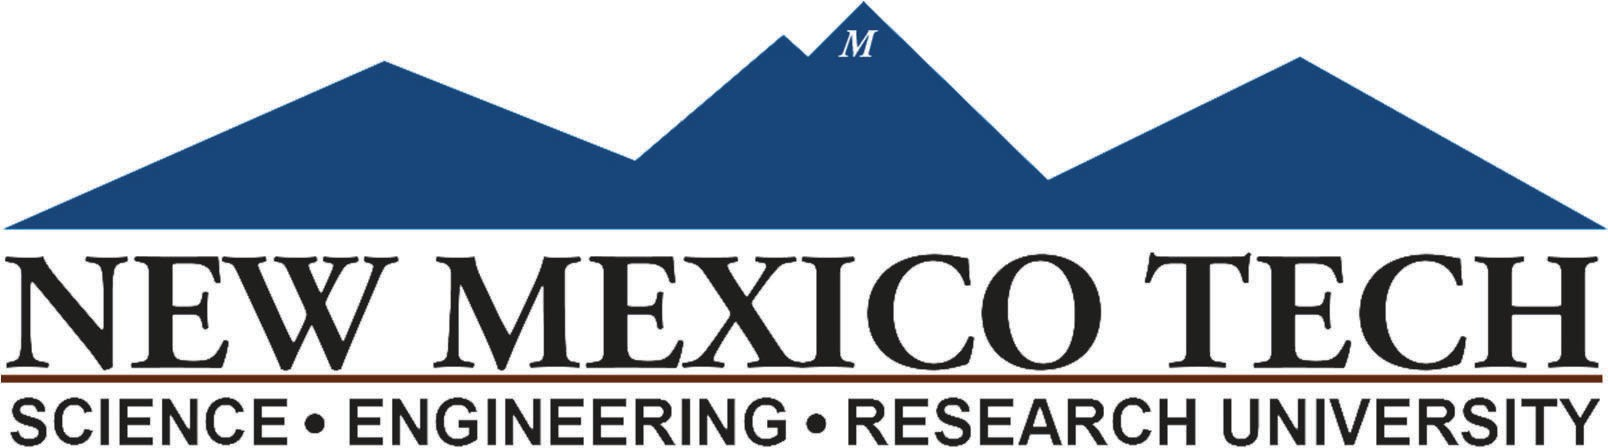 M
NEW MEXICO TECH
SCIENCE • ENGINEERING • RESEARCH UNIVERSITY